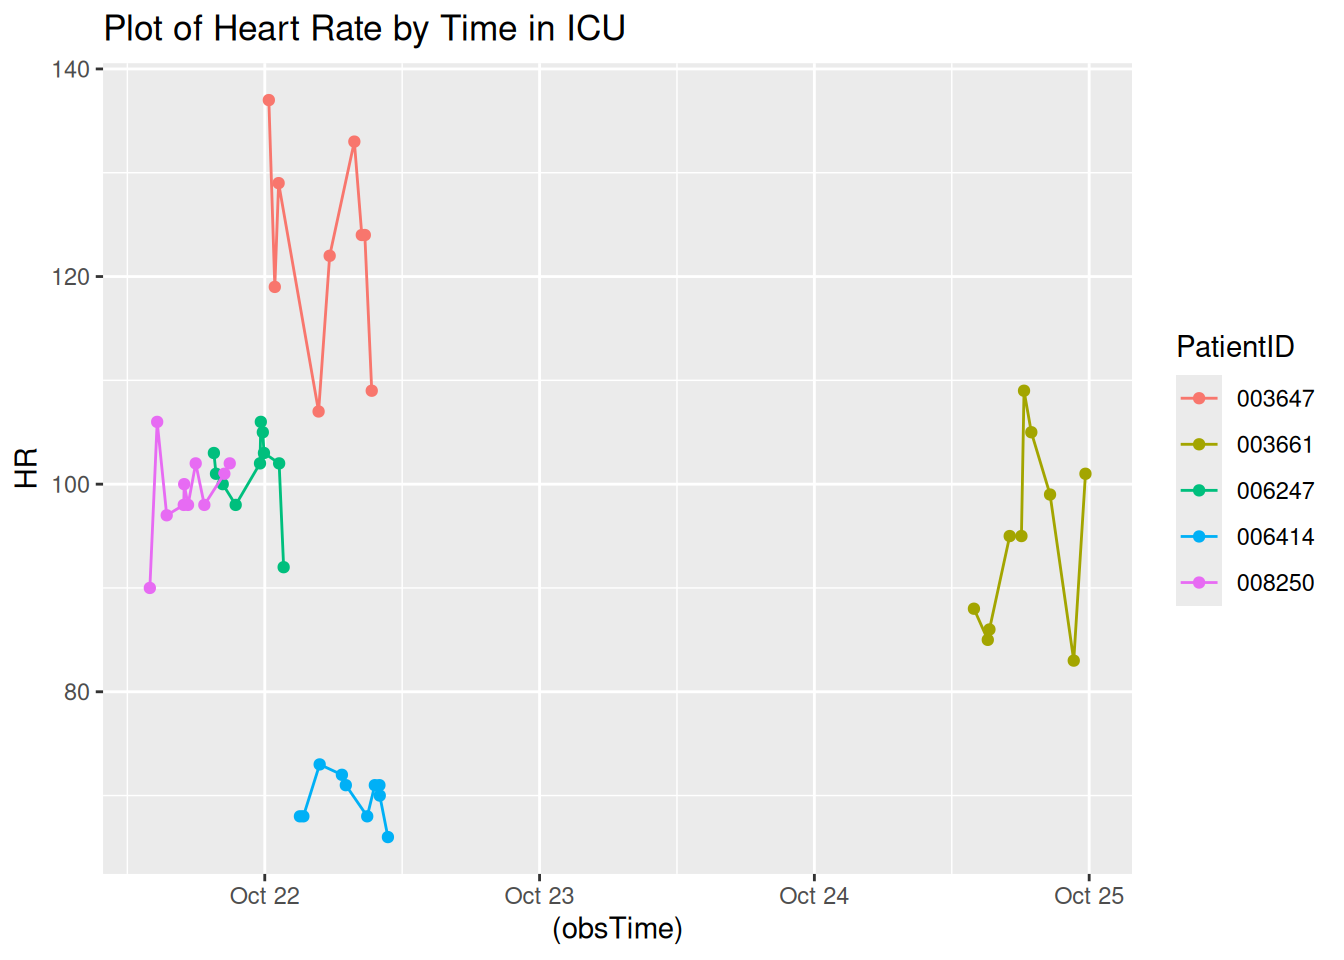 Plot of Heart Rate by Time in ICU
140
120
100
80
HR
Oct 22
Oct 23
Oct 24
Oct 25
(obsTime)
PatientID
003647
003661
006247
006414
008250